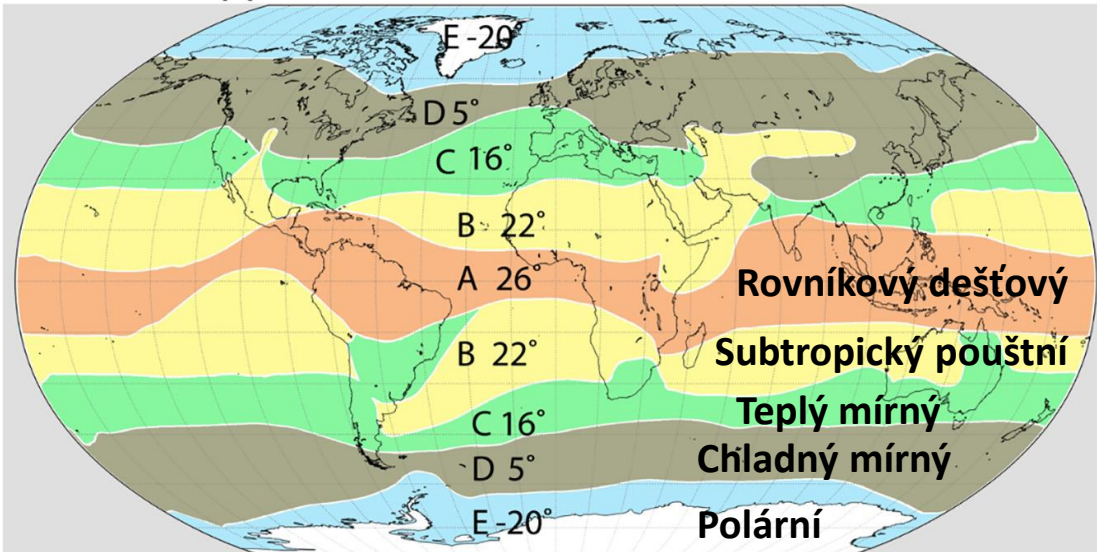 E -20°
D 5°
C 16°
B 22°
A 26°
Rovníkový dešťový
B 22°
Subtropický pouštní
C 16°
Teplý mírný
D 5°
Chladný mírný
E -20°
Polární